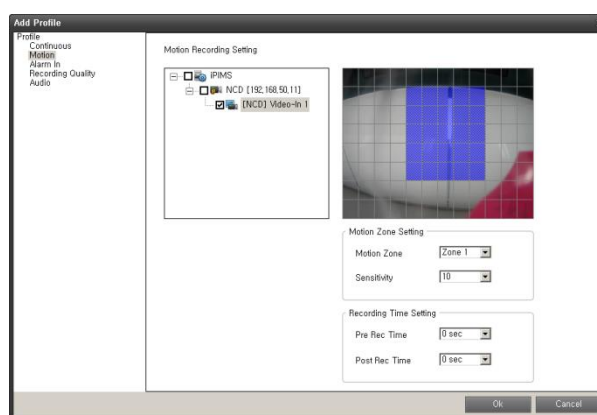 Add Profile
Profile
Continuous
Motion
Alarm In
Recording Quality
Audio
Motion Recording Setting
iPIMS
NCD [192,168,50,11]
[NCD] Video-In 1
Motion Zone Setting
Motion Zone Zone 1
Sensitivity 10
Recording Time Setting
Pre Rec Time 0 sec
Post Rec Time 0 sec
Ok Cancel